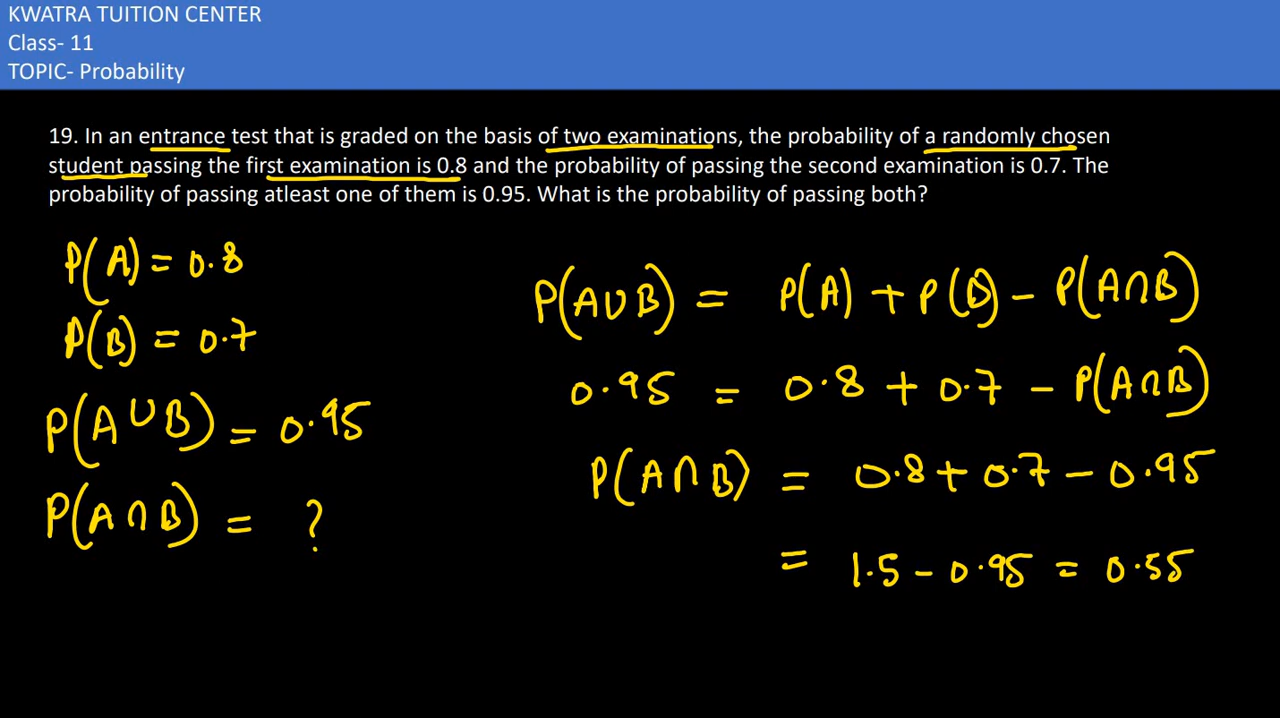 KWATRA TUITION CENTER
Class- 11
TOPIC- Probability
19. In an entrance test that is graded on the basis of two examinations, the probability of a randomly chosen
student passing the first examination is 0.8 and the probability of passing the second examination is 0.7. The
probability of passing atleast one of them is 0.95. What is the probability of passing both?
P(A) = 0.8
P(B) = 0.7
P(A∪B) = 0.95
P(A∩B) = ?
P(A∪B) = P(A) + P(B) - P(A∩B)
0.95 = 0.8 + 0.7 - P(A∩B)
P(A∩B) = 0.8 + 0.7 - 0.95
= 1.5 - 0.95 = 0.55